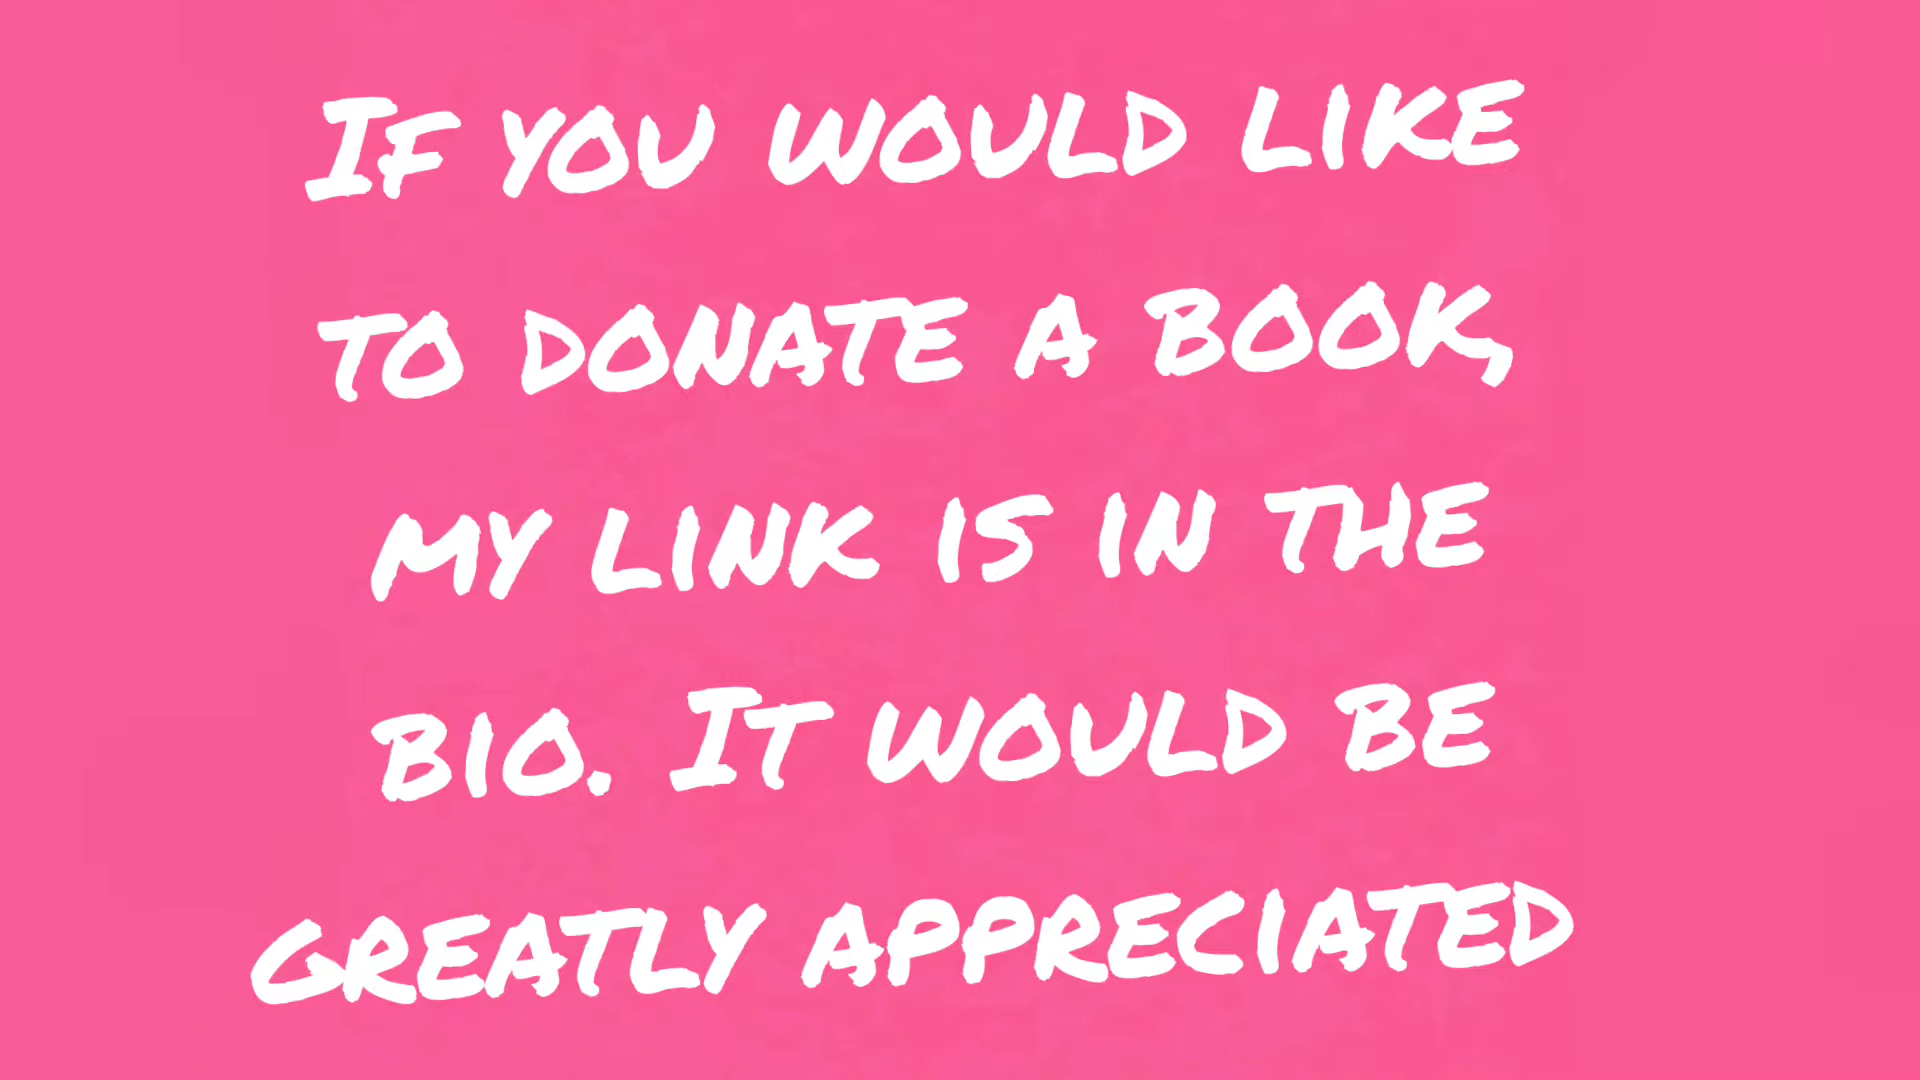 If you would like
to donate a book,
my link is in the
bio. It would be
greatly appreciated